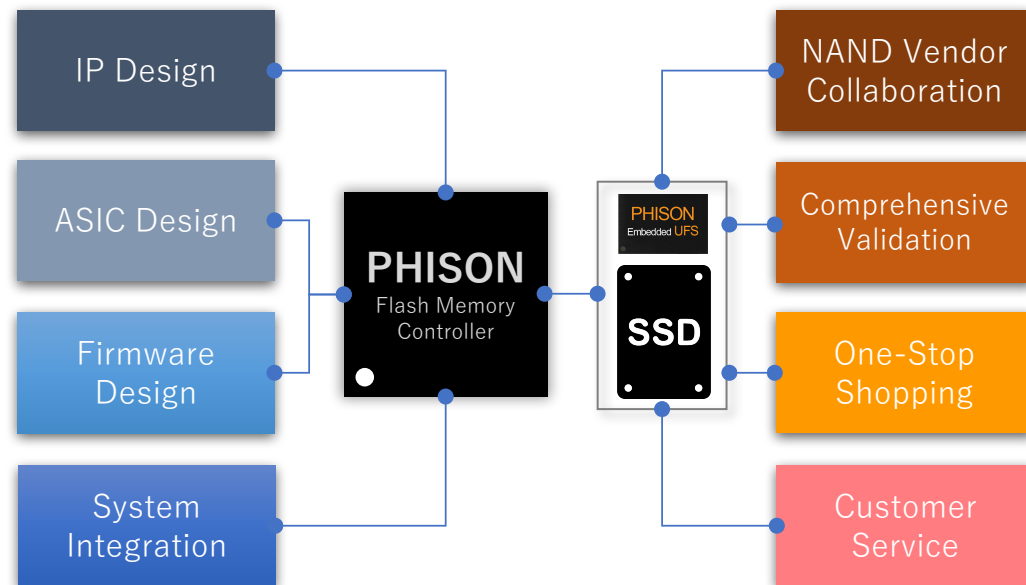 IP Design
ASIC Design
Firmware
Design
System
Integration
PHISON
Flash Memory
Controller
PHISON
Embedded UFS
SSD
NAND Vendor
Collaboration
Comprehensive
Validation
One-Stop
Shopping
Customer
Service